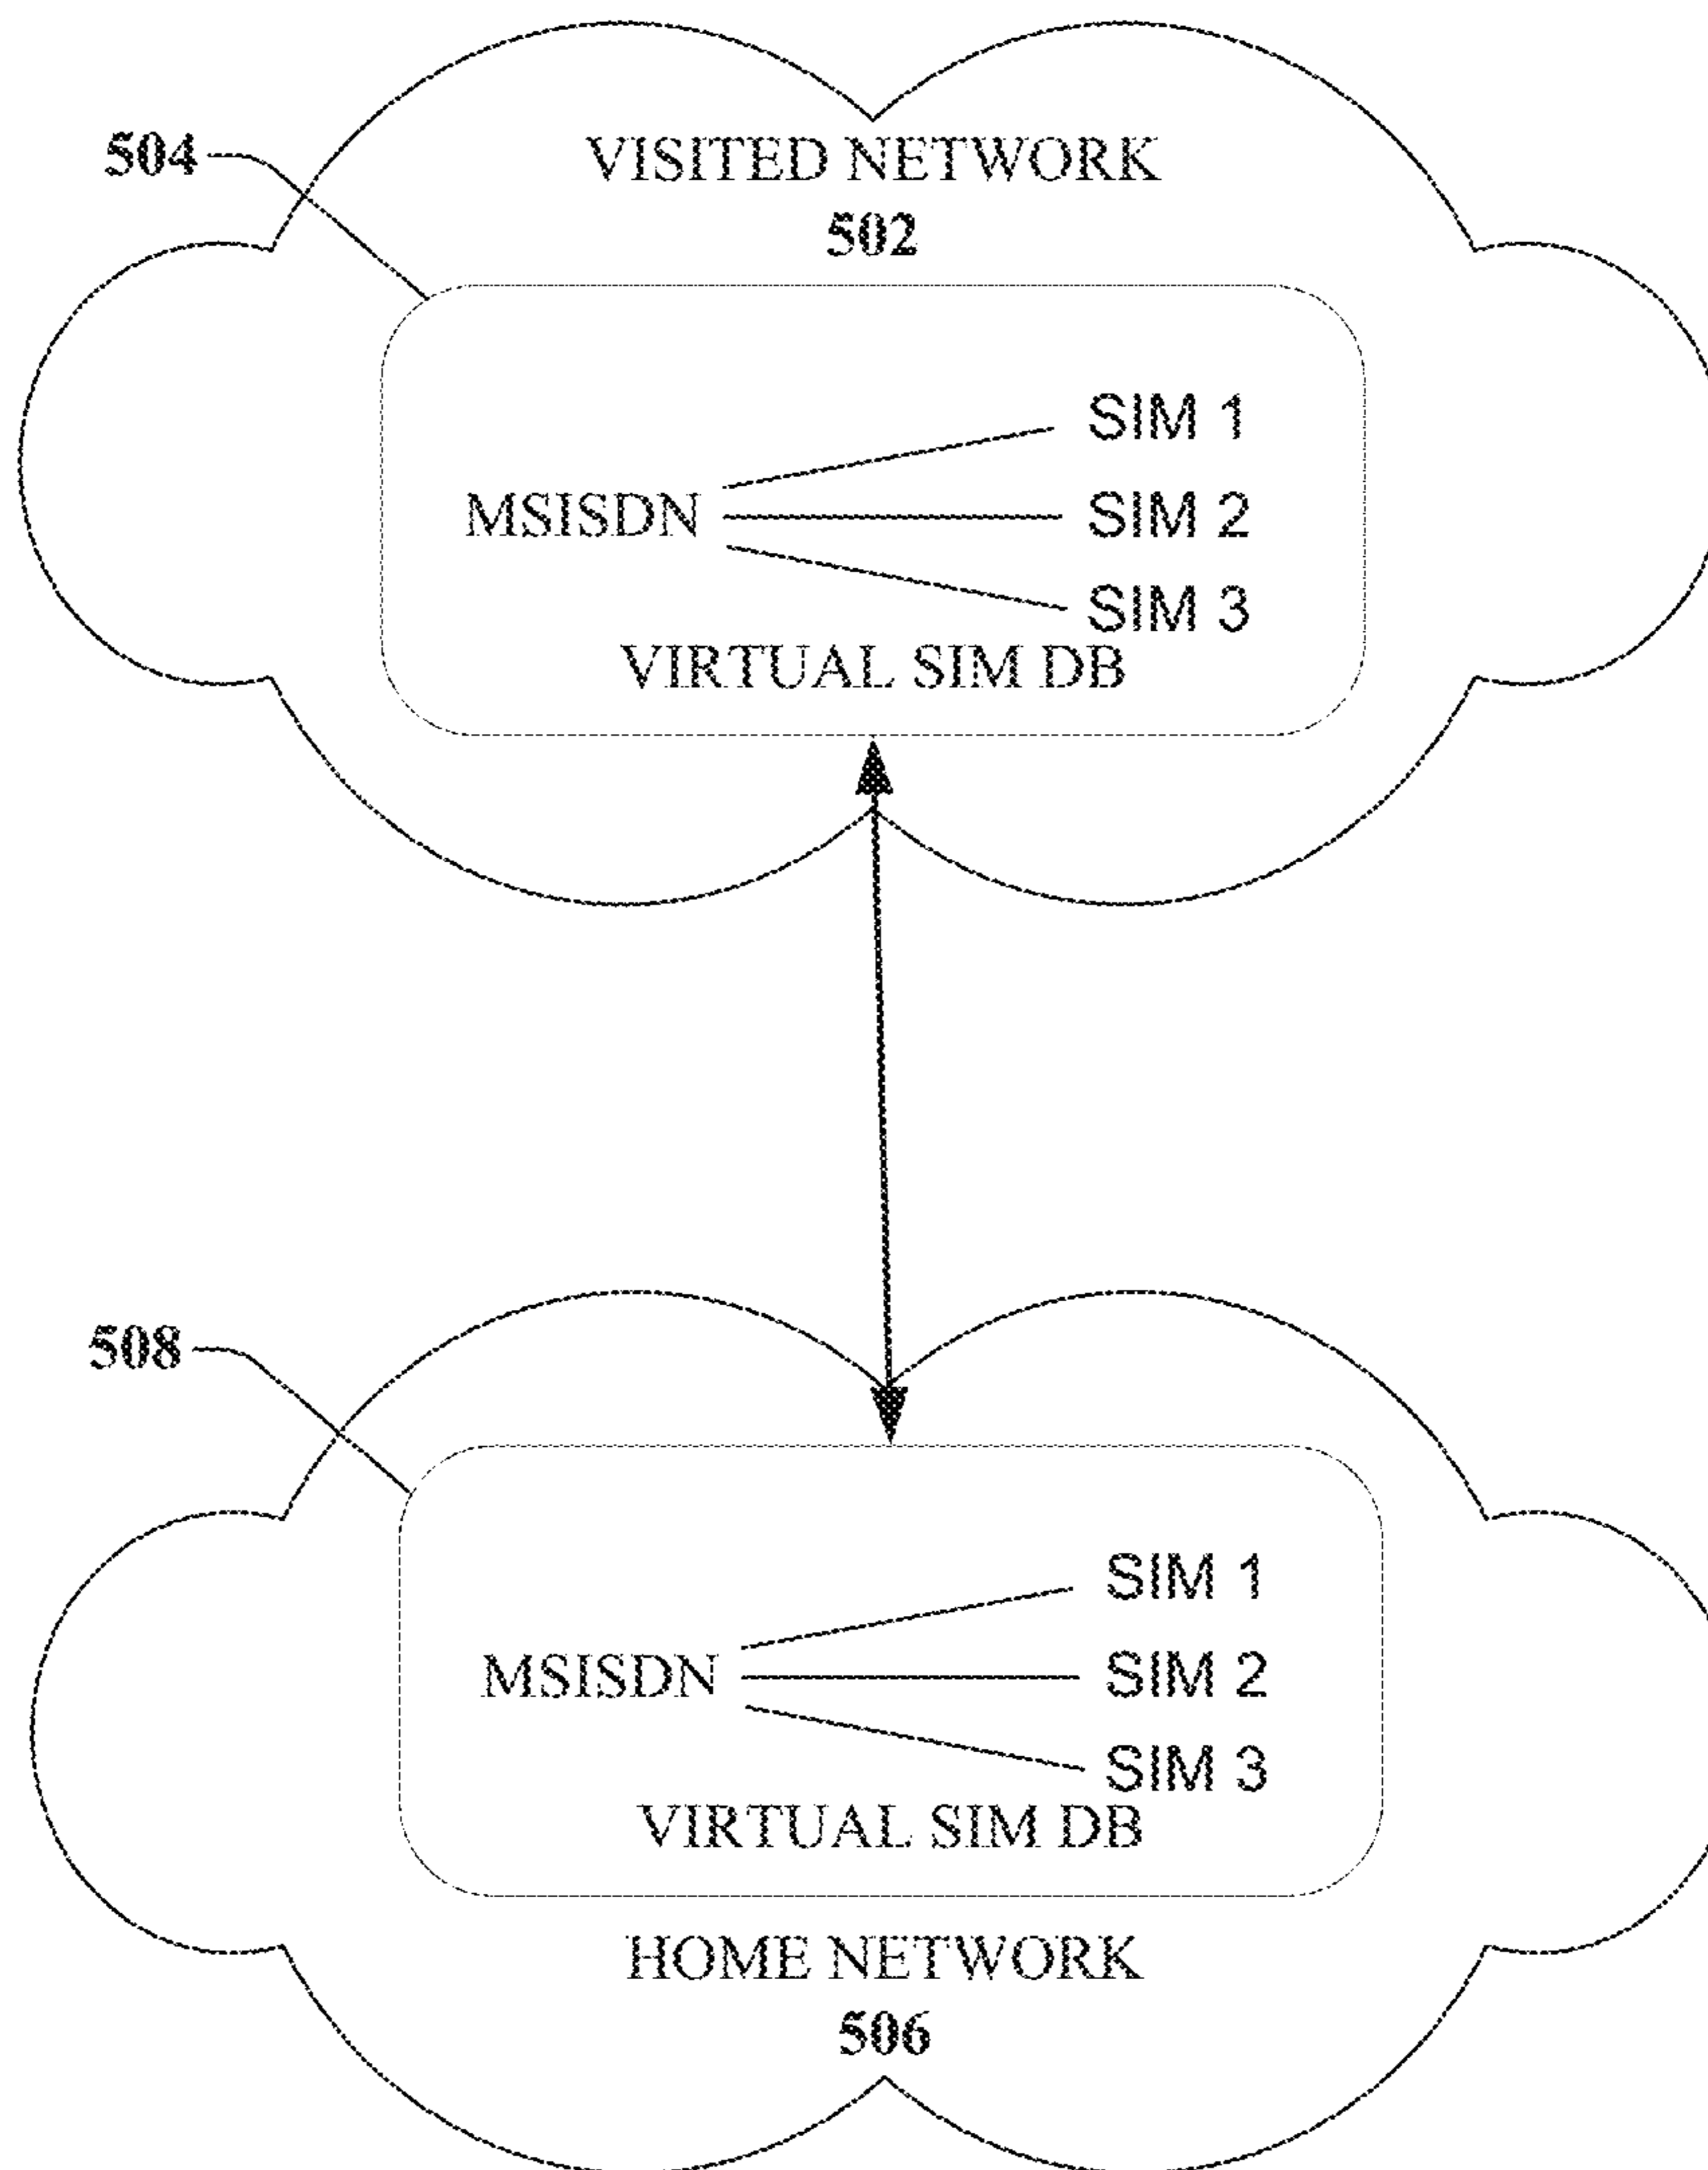 VISITED NETWORK
502
504
SIM 1
MSISDN SIM 2
SIM 3
VIRTUAL SIM DB
508
SIM 1
MSISDN SIM 2
SIM 3
VIRTUAL SIM DB
HOME NETWORK
506